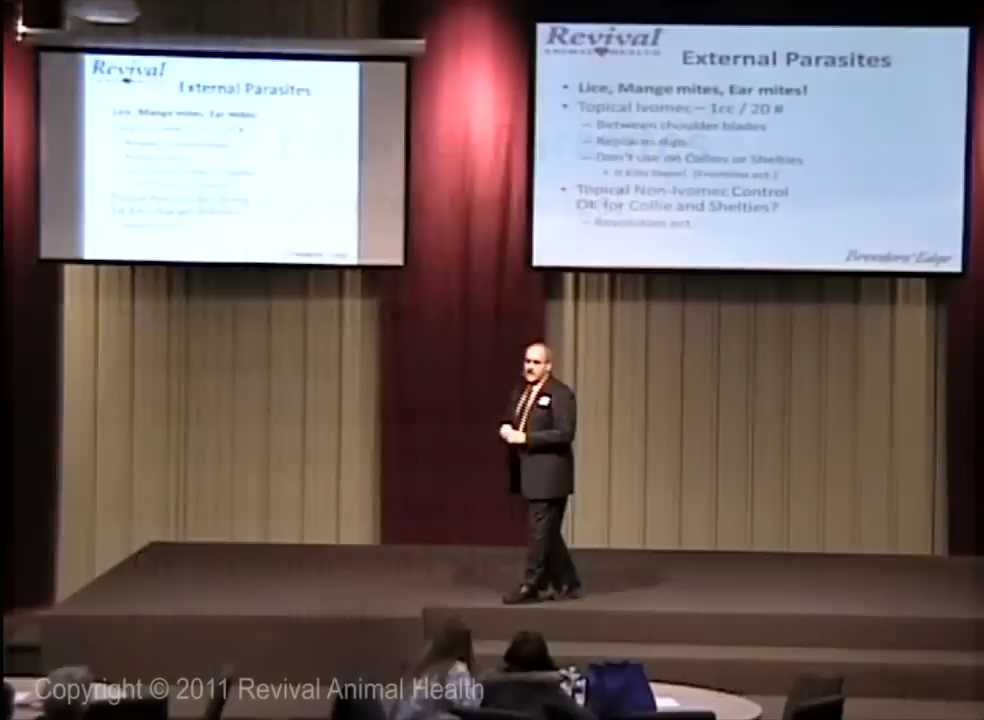 Revival
External Parasites
Lice, Mange mites, Ear mites
Revival
ANIMAL HEALTH
External Parasites
• Lice, Mange mites, Ear mites!
• Topical Ivomec – 1cc / 20 #
– Between shoulder blades
– Replaces dips
– Don't use on Collies or Shelties
• Topical Non-Ivomec Control
OK for Collie and Shelties?
– Revolution ect.
Breeders' Edge
Copyright © 2011 Revival Animal Health